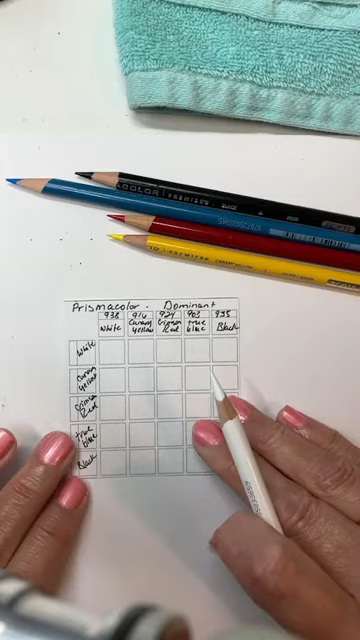 PREMIER
PREMIER
Prismacolor - Dominant
938 916 924 903 935
White Canary Yellow Crimson Red True blue Black
White
Canary Yellow
Crimson Red
True blue
Black